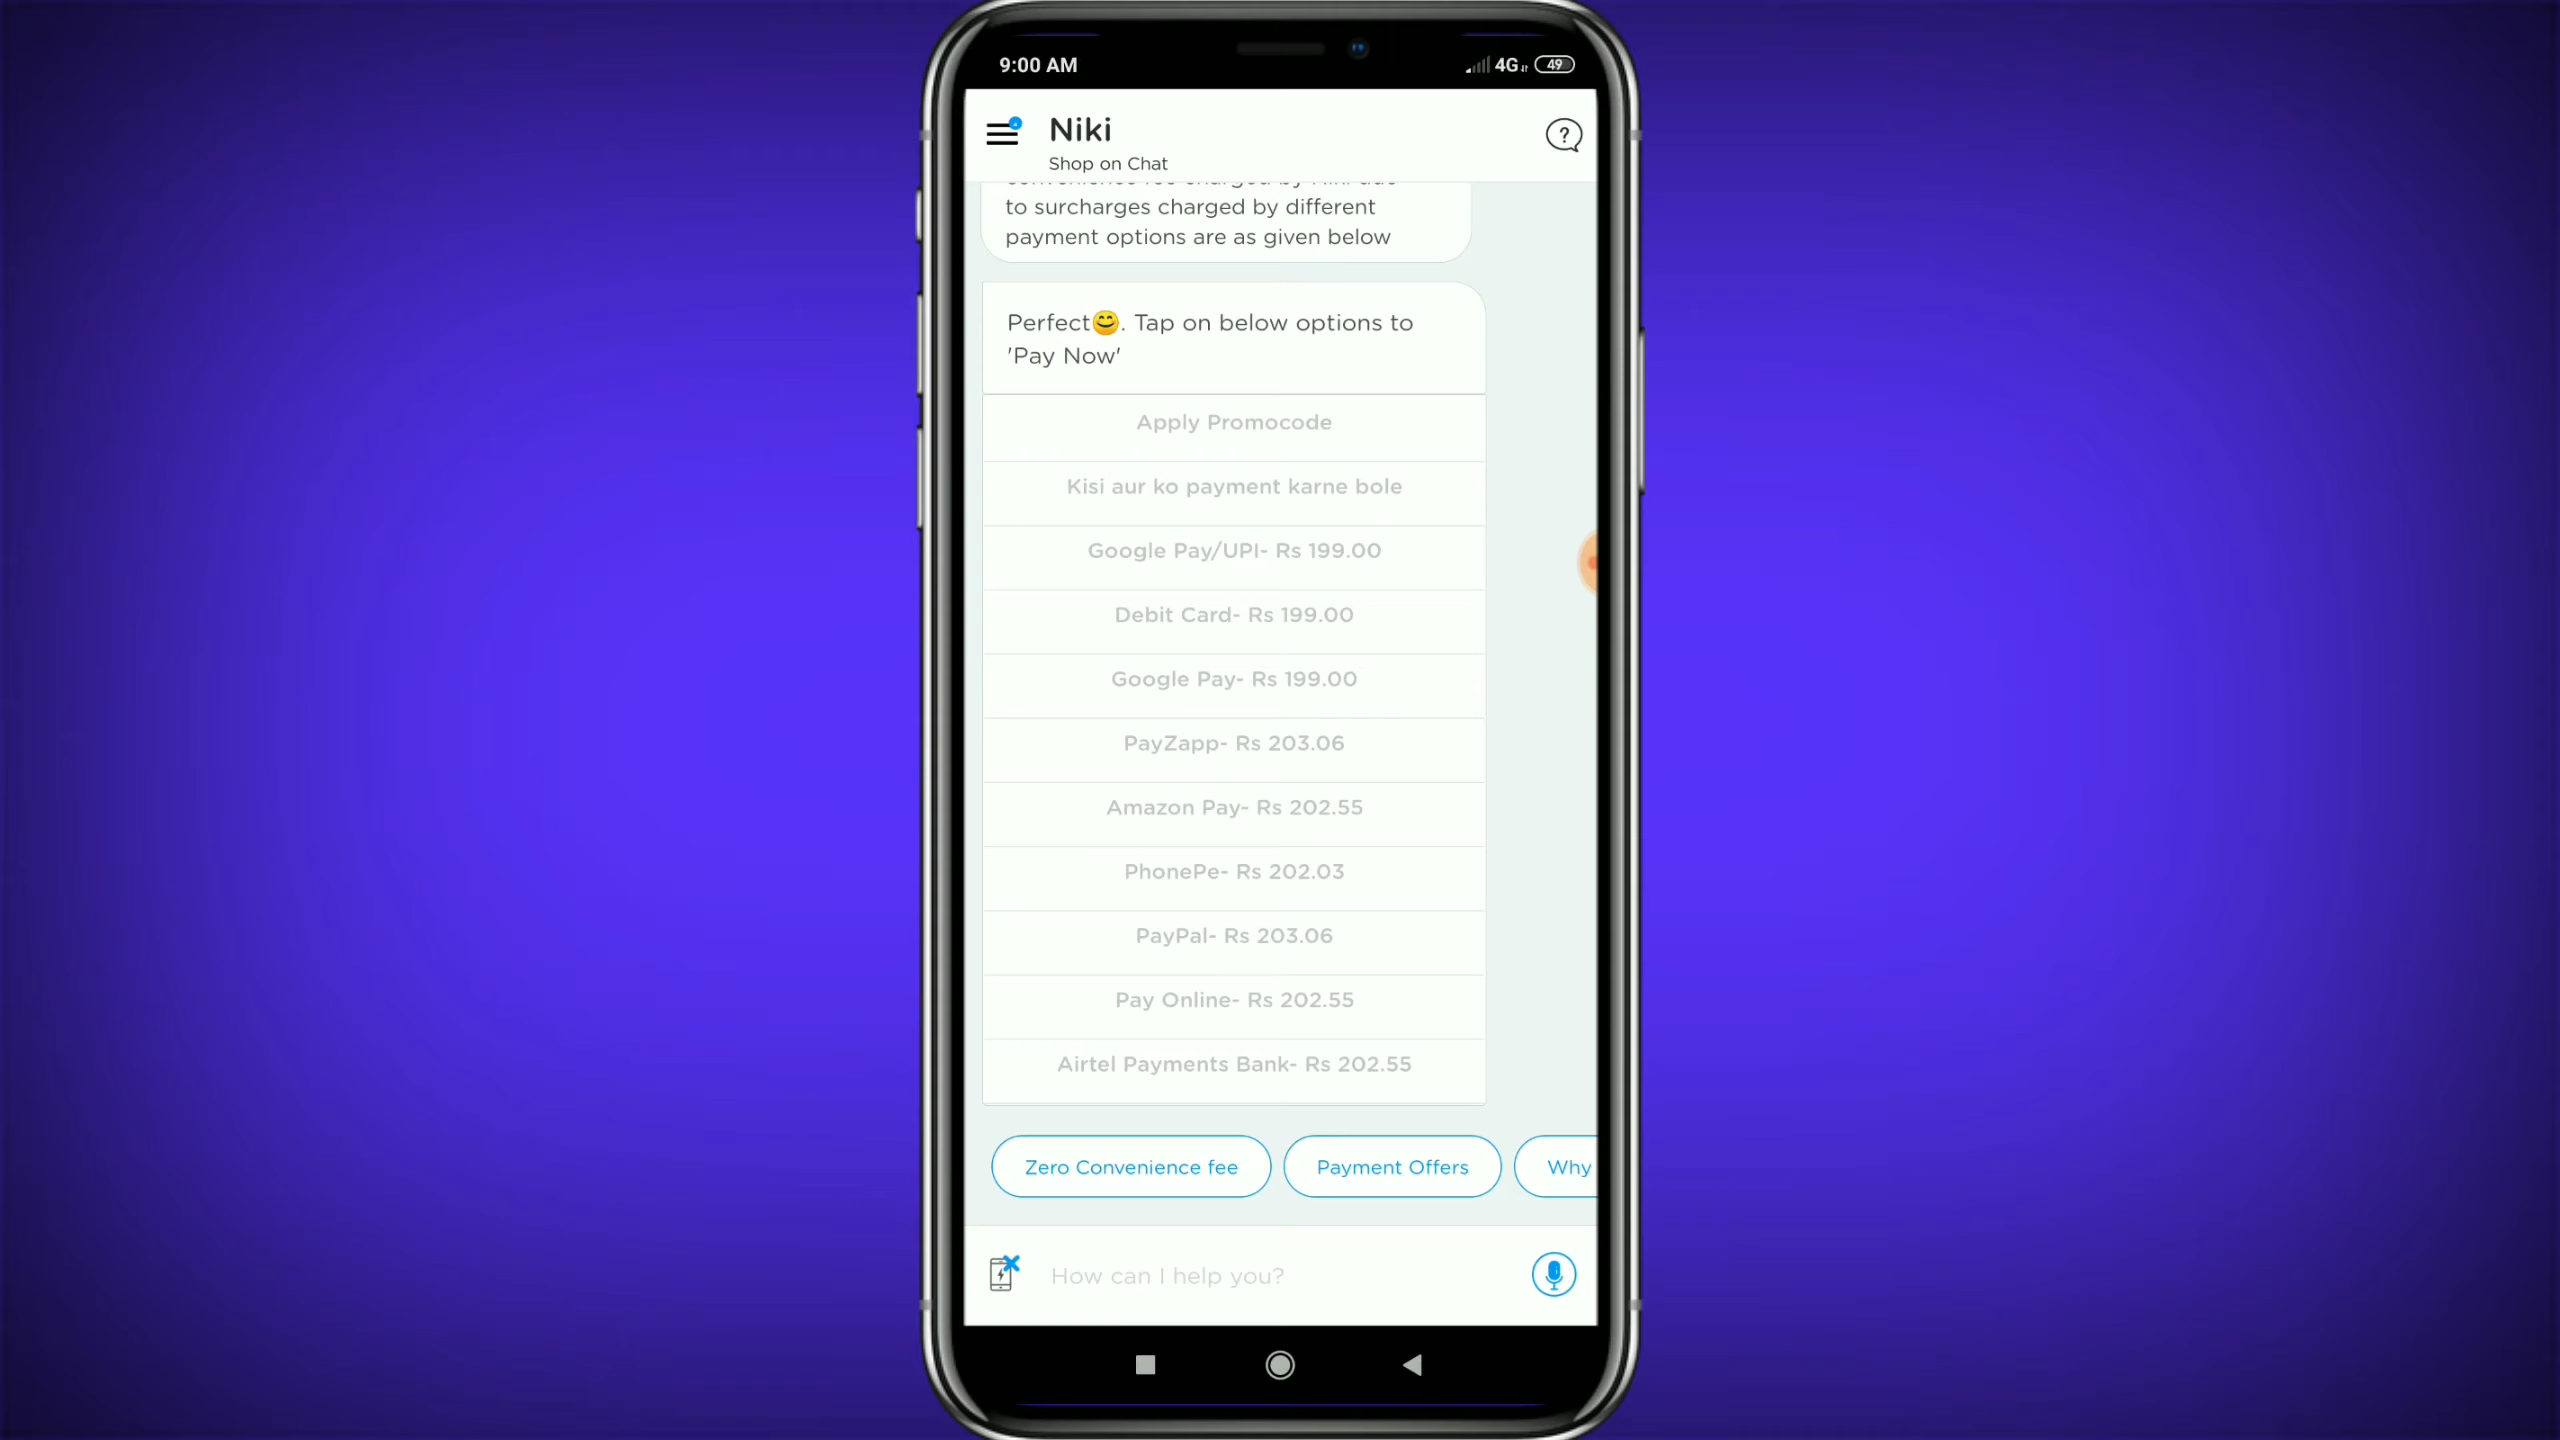 9:00 AM
4G
49
Niki
Shop on Chat
to surcharges charged by different
payment options are as given below
Perfect😊. Tap on below options to
'Pay Now'
Apply Promocode
Kisi aur ko payment karne bole
Google Pay/UPI- Rs 199.00
Debit Card- Rs 199.00
Google Pay- Rs 199.00
PayZapp- Rs 203.06
Amazon Pay- Rs 202.55
PhonePe- Rs 202.03
PayPal- Rs 203.06
Pay Online- Rs 202.55
Airtel Payments Bank- Rs 202.55
Zero Convenience fee
Payment Offers
Why
How can I help you?